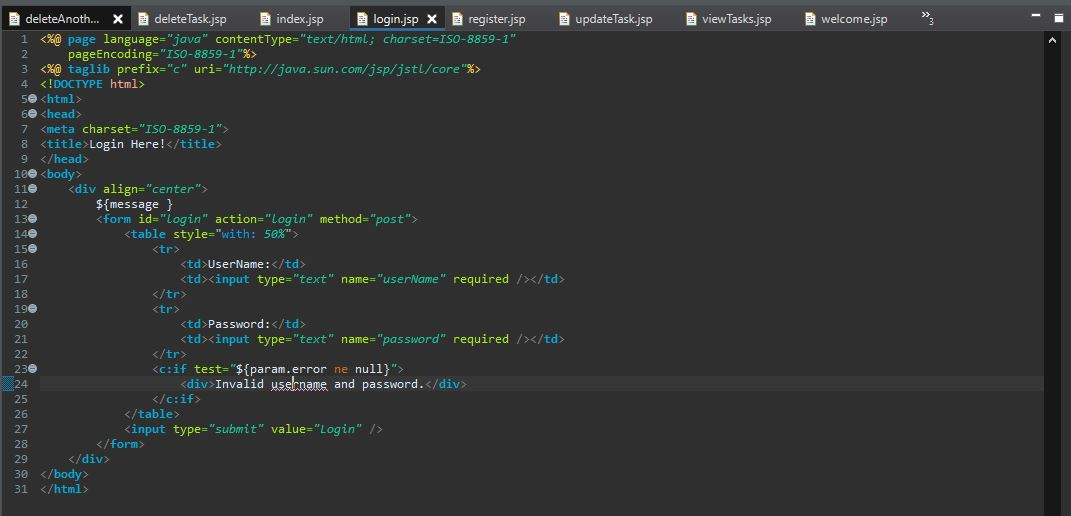 deleteAnoth... deleteTask.jsp index.jsp login.jsp register.jsp updateTask.jsp viewTasks.jsp welcome.jsp »3
1 <%@ page language="java" contentType="text/html; charset=ISO-8859-1"
2     pageEncoding="ISO-8859-1"%>
3 <%@ taglib prefix="c" uri="http://java.sun.com/jsp/jstl/core"%>
4 <!DOCTYPE html>
5 <html>
6 <head>
7 <meta charset="ISO-8859-1">
8 <title>Login Here!</title>
9 </head>
10 <body>
11     <div align="center">
12         ${message }
13         <form id="login" action="login" method="post">
14             <table style="with: 50%">
15                 <tr>
16                     <td>UserName:</td>
17                     <td><input type="text" name="userName" required /></td>
18                 </tr>
19                 <tr>
20                     <td>Password:</td>
21                     <td><input type="text" name="password" required /></td>
22                 </tr>
23                 <c:if test="${param.error ne null}">
24                     <div>Invalid username and password.</div>
25                 </c:if>
26             </table>
27             <input type="submit" value="Login" />
28         </form>
29     </div>
30 </body>
31 </html>